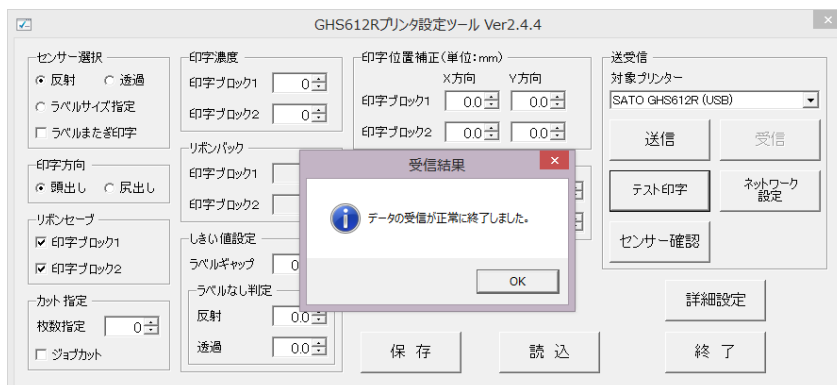 GHS612Rプリンタ設定ツール Ver2.4.4
センサー選択
反射 透過
ラベルサイズ指定
ラベルまたぎ印字
印字方向
頭出し 尻出し
リボンセーブ
印字ブロック1
印字ブロック2
カット指定
枚数指定 0
ジョブカット
印字濃度
印字ブロック1 0
印字ブロック2 0
リボンパック
印字ブロック1
印字ブロック2
しきい値設定
ラベルギャップ 0
ラベルなし判定
反射 0.0
透過 0.0
印字位置補正(単位:mm)
X方向 Y方向
印字ブロック1 0.0 0.0
印字ブロック2 0.0 0.0
受信結果
データの受信が正常に終了しました。
OK
送受信
対象プリンター
SATO GHS612R (USB)
送信 受信
テスト印字 ネットワーク
設定
センサー確認
詳細設定
保 存 読 込 終 了